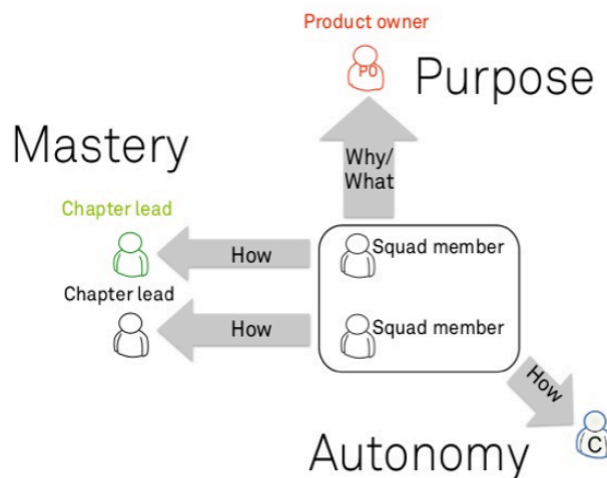 Product owner
PO
Purpose
Mastery
Why/
What
Chapter lead
How
Squad member
Chapter lead
How
Squad member
How
Autonomy
C